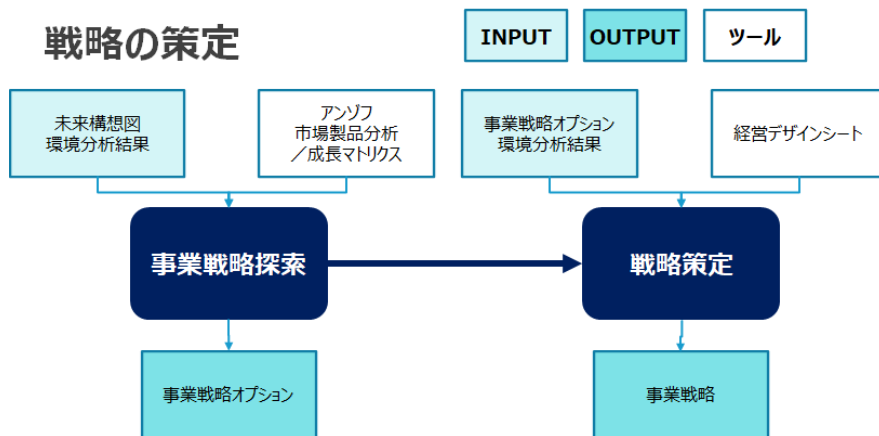 戦略の策定
INPUT
OUTPUT
ツール
未来構想図
環境分析結果
アンゾフ
市場製品分析
／成長マトリクス
事業戦略オプション
環境分析結果
経営デザインシート
事業戦略探索
戦略策定
事業戦略オプション
事業戦略